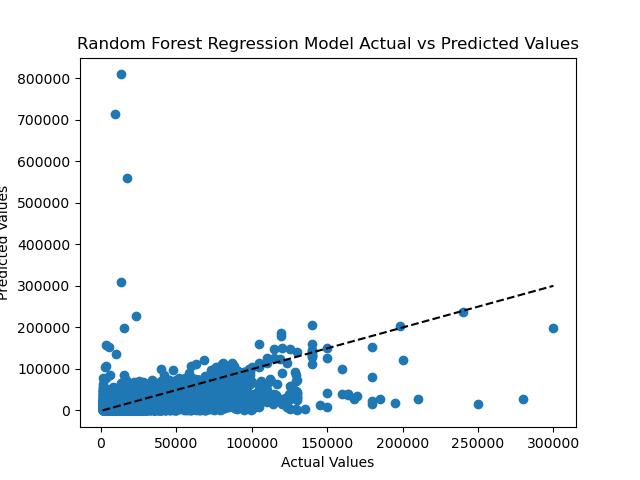 Random Forest Regression Model Actual vs Predicted Values
800000
700000
600000
500000
400000
300000
200000
100000
0
Predicted Values
0 50000 100000 150000 200000 250000 300000
Actual Values